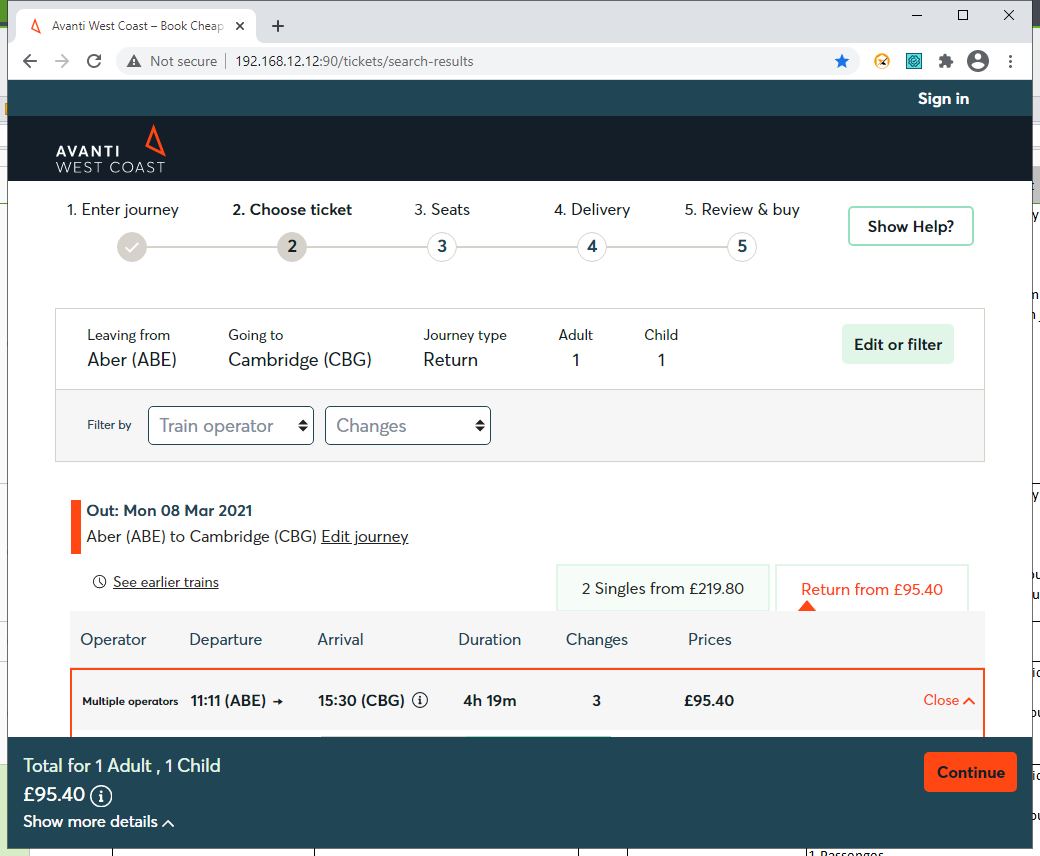 Avanti West Coast – Book Cheap
Not secure | 192.168.12.12:90/tickets/search-results
Sign in
AVANTI
WEST COAST
1. Enter journey 2. Choose ticket 3. Seats 4. Delivery 5. Review & buy
Show Help?
2 3 4 5
Leaving from Going to Journey type Adult Child
Aber (ABE) Cambridge (CBG) Return 1 1
Edit or filter
Filter by Train operator Changes
Out: Mon 08 Mar 2021
Aber (ABE) to Cambridge (CBG) Edit journey
See earlier trains
2 Singles from £219.80 Return from £95.40
Operator Departure Arrival Duration Changes Prices
Multiple operators 11:11 (ABE) → 15:30 (CBG) 4h 19m 3 £95.40 Close
Total for 1 Adult , 1 Child
£95.40
Continue
Show more details
1 Passenges